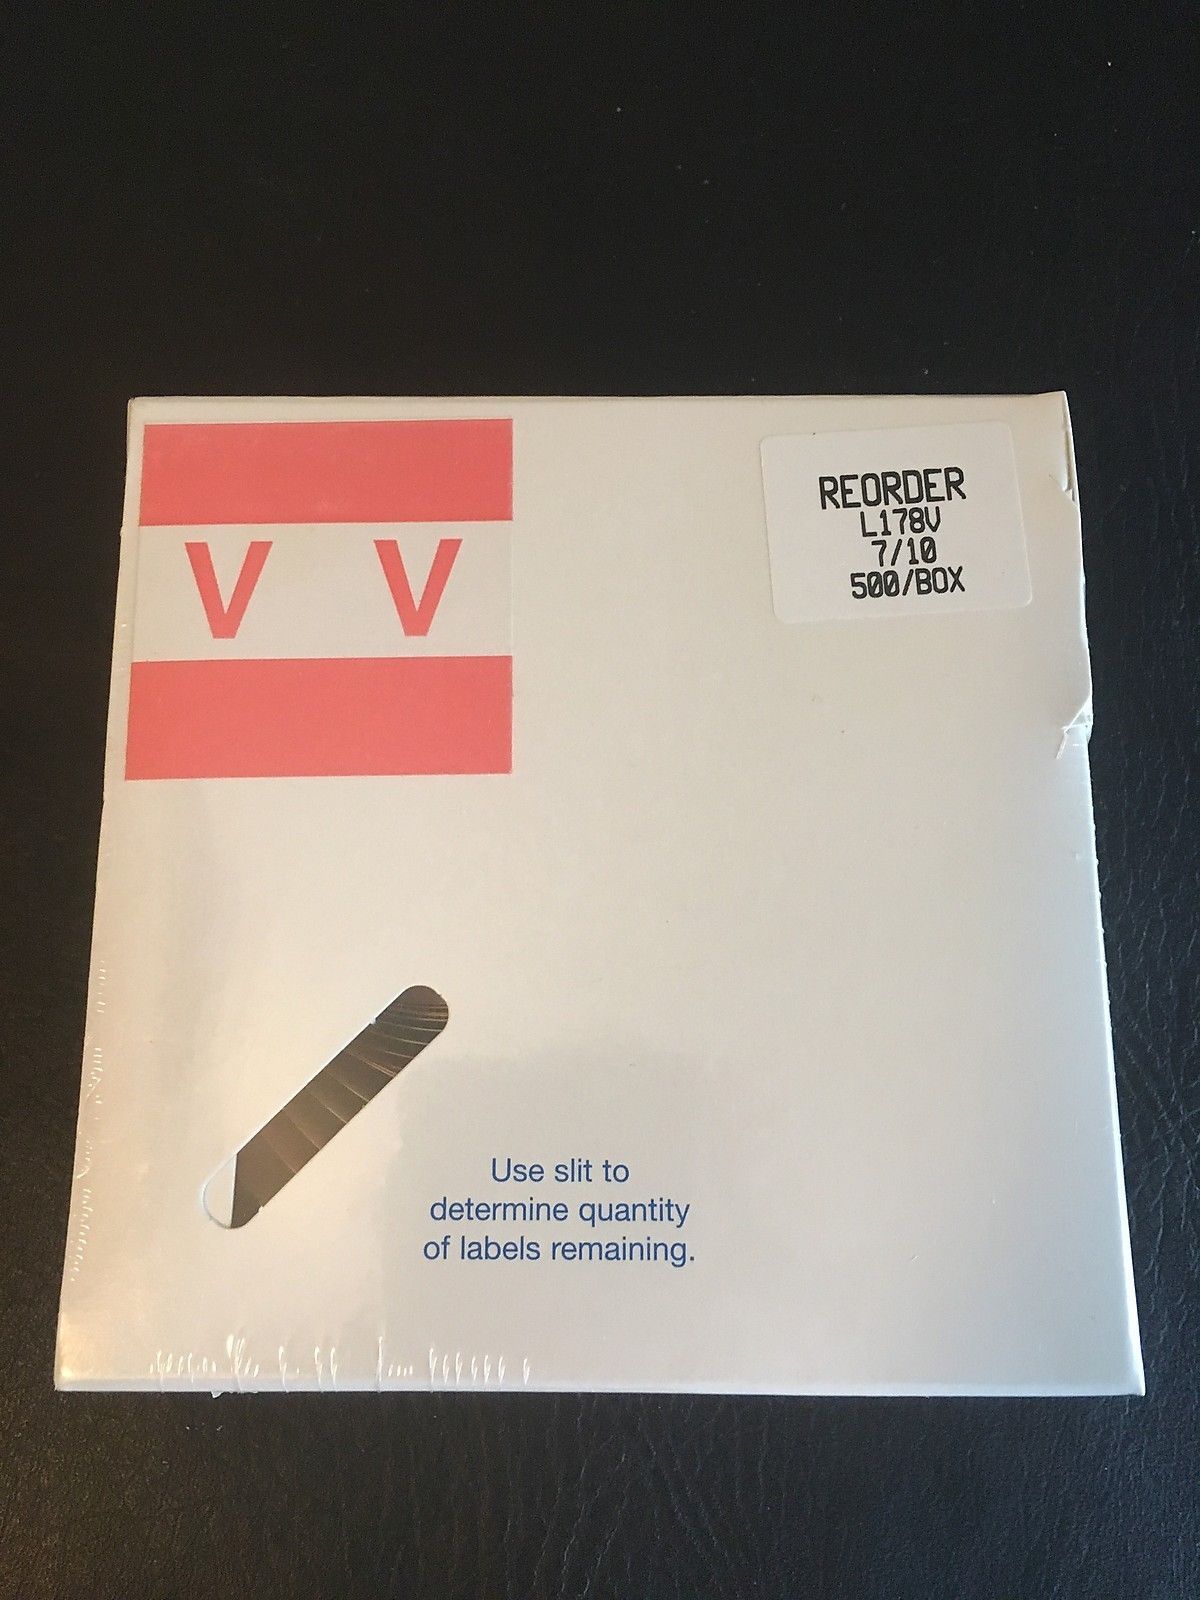 V V
REORDER
L178V
7/10
500/BOX
Use slit to
determine quantity
of labels remaining.